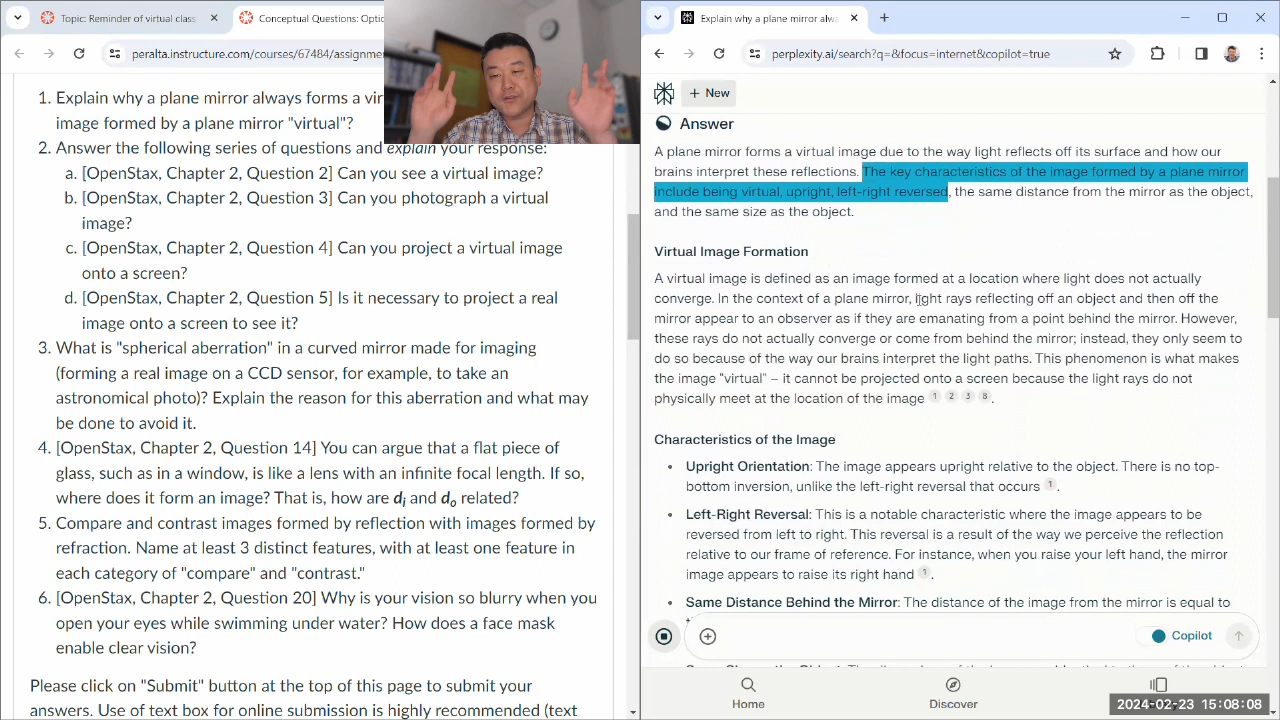 Topic: Reminder of virtual class
Conceptual Questions: Optic
peralta.instructure.com/courses/67484/assignme
1. Explain why a plane mirror always forms a vir
image formed by a plane mirror "virtual"?
2. Answer the following series of questions and explain your response:
a. [OpenStax, Chapter 2, Question 2] Can you see a virtual image?
b. [OpenStax, Chapter 2, Question 3] Can you photograph a virtual
image?
c. [OpenStax, Chapter 2, Question 4] Can you project a virtual image
onto a screen?
d. [OpenStax, Chapter 2, Question 5] Is it necessary to project a real
image onto a screen to see it?
3. What is "spherical aberration" in a curved mirror made for imaging
(forming a real image on a CCD sensor, for example, to take an
astronomical photo)? Explain the reason for this aberration and what may
be done to avoid it.
4. [OpenStax, Chapter 2, Question 14] You can argue that a flat piece of
glass, such as in a window, is like a lens with an infinite focal length. If so,
where does it form an image? That is, how are di and do related?
5. Compare and contrast images formed by reflection with images formed by
refraction. Name at least 3 distinct features, with at least one feature in
each category of "compare" and "contrast."
6. [OpenStax, Chapter 2, Question 20] Why is your vision so blurry when you
open your eyes while swimming under water? How does a face mask
enable clear vision?
Please click on "Submit" button at the top of this page to submit your
answers. Use of text box for online submission is highly recommended (text
Explain why a plane mirror alwa
perplexity.ai/search?q=&focus=internet&copilot=true
+ New
Answer
A plane mirror forms a virtual image due to the way light reflects off its surface and how our
brains interpret these reflections. The key characteristics of the image formed by a plane mirror
include being virtual, upright, left-right reversed, the same distance from the mirror as the object,
and the same size as the object.
Virtual Image Formation
A virtual image is defined as an image formed at a location where light does not actually
converge. In the context of a plane mirror, light rays reflecting off an object and then off the
mirror appear to an observer as if they are emanating from a point behind the mirror. However,
these rays do not actually converge or come from behind the mirror; instead, they only seem to
do so because of the way our brains interpret the light paths. This phenomenon is what makes
the image "virtual" – it cannot be projected onto a screen because the light rays do not
physically meet at the location of the image 1 2 3 8 .
Characteristics of the Image
• Upright Orientation: The image appears upright relative to the object. There is no top-
bottom inversion, unlike the left-right reversal that occurs 1 .
• Left-Right Reversal: This is a notable characteristic where the image appears to be
reversed from left to right. This reversal is a result of the way we perceive the reflection
relative to our frame of reference. For instance, when you raise your left hand, the mirror
image appears to raise its right hand 1 .
• Same Distance Behind the Mirror: The distance of the image from the mirror is equal to
Copilot
Home
Discover
2024-02-23 15:08:08